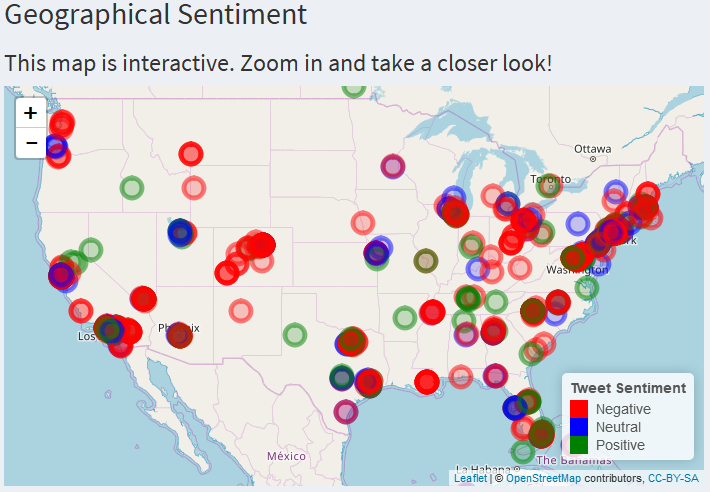 Geographical Sentiment
This map is interactive. Zoom in and take a closer look!
+
−
Ottawa
Toronto
rk
Washington
Phoenix
Los
Tweet Sentiment
Negative
Neutral
Positive
México
The Bahamas
La Habana
Leaflet | © OpenStreetMap contributors, CC-BY-SA